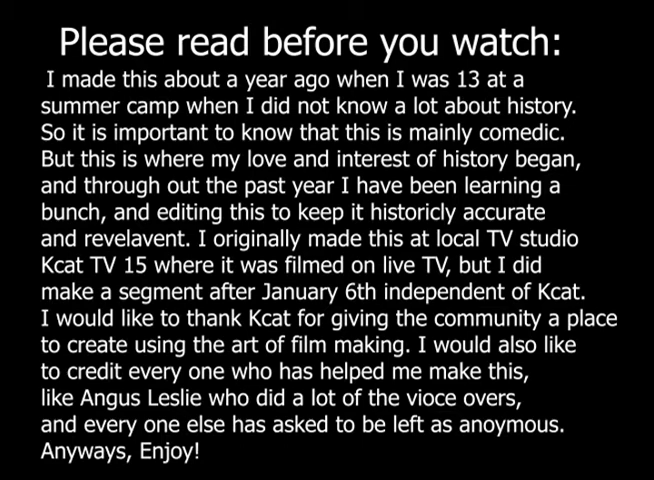 Please read before you watch:
I made this about a year ago when I was 13 at a
summer camp when I did not know a lot about history.
So it is important to know that this is mainly comedic.
But this is where my love and interest of history began,
and through out the past year I have been learning a
bunch, and editing this to keep it historicly accurate
and revelavent. I originally made this at local TV studio
Kcat TV 15 where it was filmed on live TV, but I did
make a segment after January 6th independent of Kcat.
I would like to thank Kcat for giving the community a place
to create using the art of film making. I would also like
to credit every one who has helped me make this,
like Angus Leslie who did a lot of the vioce overs,
and every one else has asked to be left as anoymous.
Anyways, Enjoy!